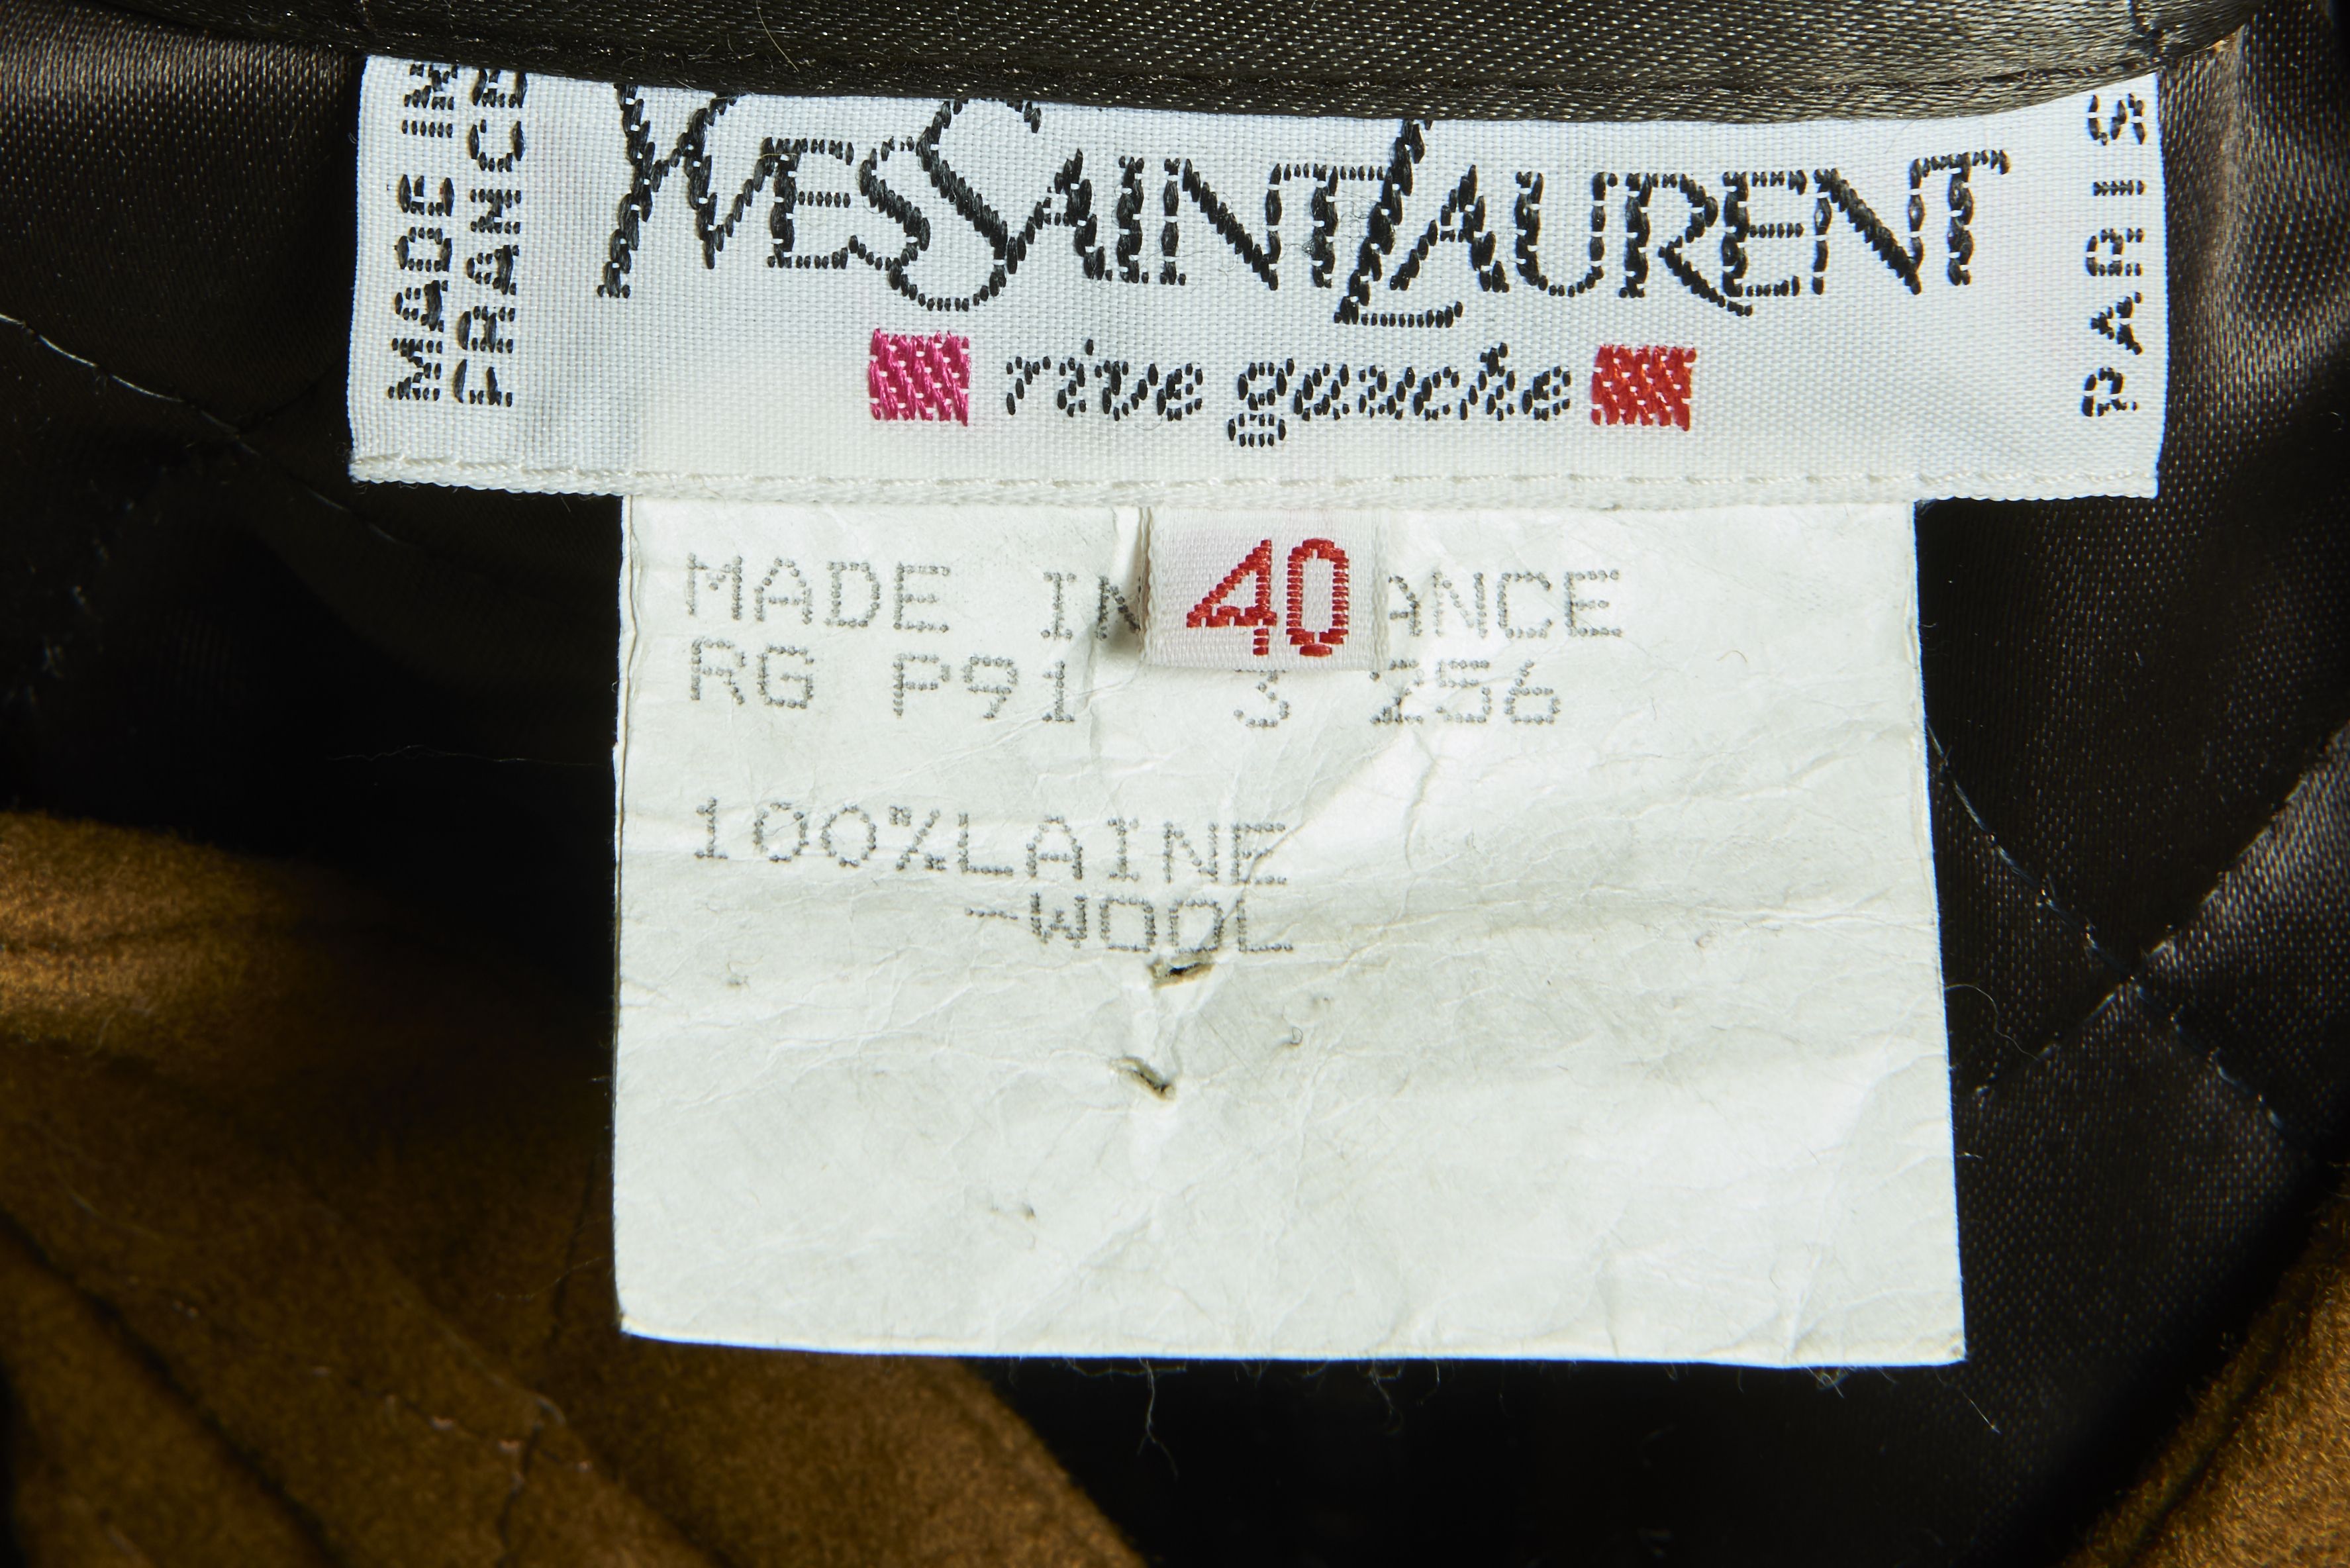 MADE IN
FRANCE
YVES SAINT LAURENT
rive gauche
PARIS
40
MADE IN ANCE
RG P91 3 256
100%LAINE
-WOOL